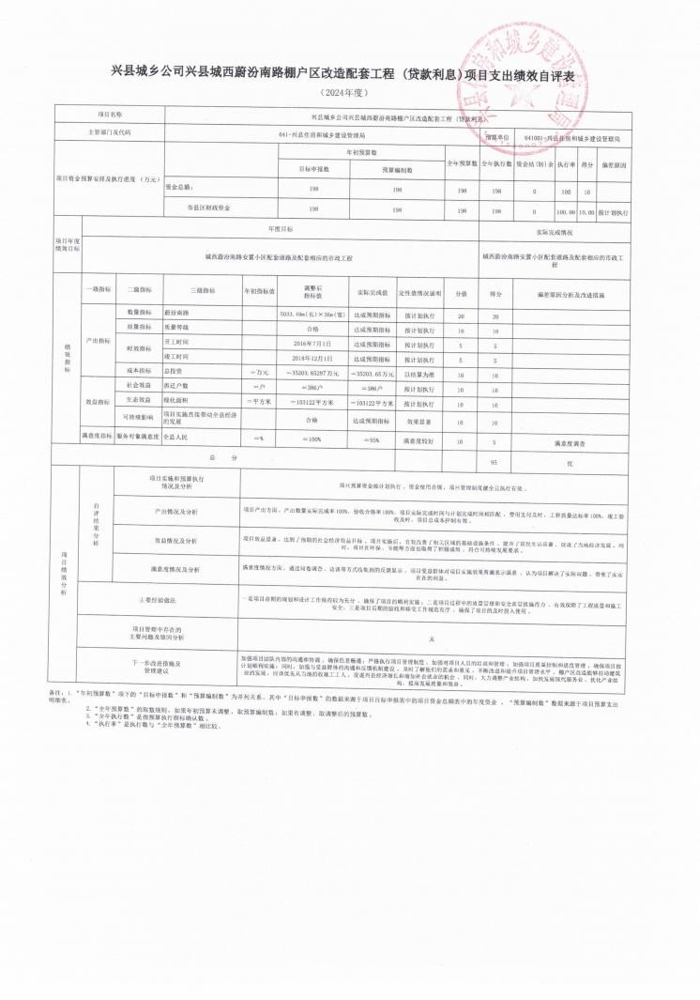 兴县城乡公司兴县城西蔚汾南路棚户区改造配套工程 (贷款利息)项目支出绩效自评表
（2024年度）
项目名称 兴县城乡公司兴县城西蔚汾南路棚户区改造配套工程 (贷款利息)
主管部门及代码 041-兴县住房和城乡建设管理局 预算单位 041001-兴县住房和城乡建设管理局
项目资金预算安排及执行进度 （万元） 年初预算数 全年预算数 全年执行数 资金结(转)余 执行率 得分 偏差原因
目标申报数 预算编制数
资金总额： 198 198 198 198 0 100 10
市县区财政资金 198 198 198 198 0 100.00 10.00 按计划执行
项目年度绩效目标 年度目标 实际完成情况
城西蔚汾南路安置小区配套道路及配套相应的市政工程 城西蔚汾南路安置小区配套道路及配套相应的市政工程
绩效指标 一级指标 二级指标 三级指标 年初指标值 调整后指标值 实际完成值 定性值情况说明 分值 得分 偏差原因分析及改进措施
产出指标 数量指标 蔚汾南路 5033.49m(长)×36m(宽) 达成预期指标 按计划执行 20 20
质量指标 质量等级 合格 达成预期指标 按计划执行 10 10
时效指标 开工时间 2016年7月1日 达成预期指标 按计划执行 5 5
竣工时间 2018年12月1日 达成预期指标 按计划执行 5 5
成本指标 总投资 =万元 =35203.65297万元 =35203.65万元 以结算为准 10 10
效益指标 社会效益 拆迁户数 =户 =386户 =386户 按计划执行 10 10
生态效益 绿化面积 =平方米 =103122平方米 =103122平方米 按计划执行 10 10
可持续影响 项目实施直接带动全县经济的发展 合格 达成预期指标 效果显著 10 10
满意度指标 服务对象满意度 全县人民 =% =100% =95% 满意度较好 10 5 满意度调查
总 分 95 优
项目绩效分析 自评结果分析 项目实施和预算执行情况及分析 项目预算资金按计划执行，资金使用合规，项目管理制度健全且执行有效。
产出情况及分析 项目产出方面，产出数量实际完成率100%，验收合格率100%，项目实际完成时间与计划完成时间相匹配，费用支付及时，工程质量达标率100%，竣工验
收及时，项目总成本控制有效。
效益情况及分析 项目效益显著，达到了预期的社会经济效益目标，项目实施后，有效改善了相关区域的基础设施条件，提升了居民生活质量，促进了当地经济发展，同
时，项目在环保、节能等方面也取得了积极成效，符合可持续发展要求。
满意度情况及分析 满意度情况方面，通过问卷调查、访谈等方式收集到的反馈显示，项目受益群体对项目实施效果普遍表示满意，认为项目解决了实际问题，带来了实实
在在的利益。
主要经验做法 一是项目前期的规划和设计工作做得较为充分，确保了项目的顺利实施；二是项目过程中的质量管理和安全监管措施得力，有效保障了工程质量和施工
安全；三是项目后期的验收和移交工作规范有序，确保了项目的及时投入使用。
项目管理中存在的主要问题及原因分析 无
下一步改进措施及管理建议 加强项目团队内部的沟通和协调，确保信息畅通；严格执行项目管理制度，加强对项目人员的培训和管理；加强项目质量控制和进度管理，确保项目按
计划顺利实施；同时，加强与受益群体的沟通和反馈机制建设，及时了解他们的需求和意见，不断改进和提升项目管理水平。棚户区改造能够拉动建筑
业的发展，应该优先从当地招收施工工人，促进兴县经济增长和增加社会就业的机会，同时，大力调整产业结构，加快发展现代服务业，优化产业结
构，提高发展质量和效益。
备注：1.“年初预算数”项下的“目标申报数”和“预算编制数”为并列关系。其中“目标申报数”的数据来源于项目目标申报表中的项目资金总额表中的年度资金，“预算编制数”数据来源于项目预算支出
明细表。
2.“全年预算数”的取数规则，如果年初预算未调整，取预算编制数；如果有调整，取调整后的预算数。
3.“全年执行数”是指预算执行指标确认数。
4.“执行率”是执行数与“全年预算数”相比较。